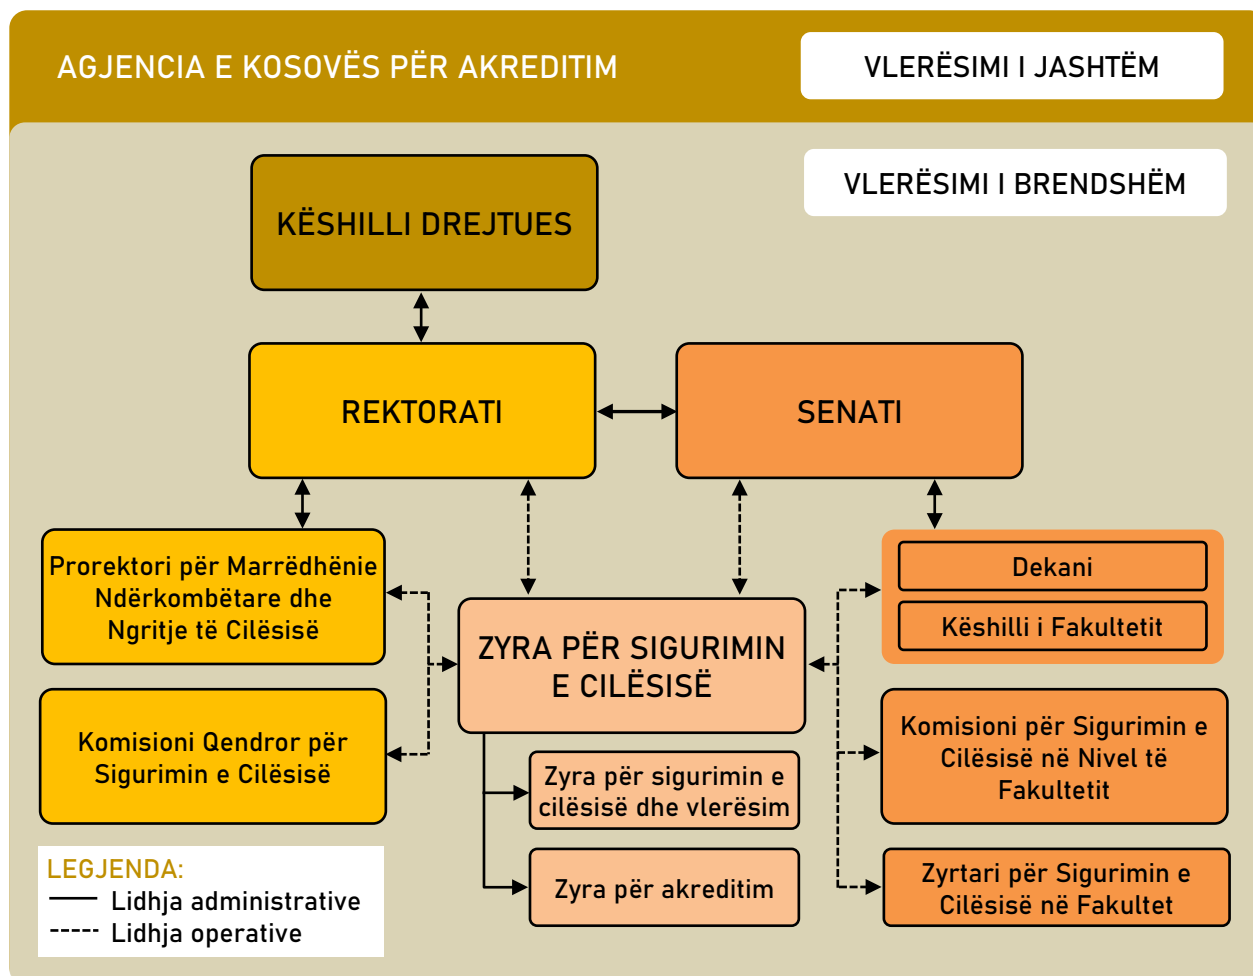 AGJENCIA E KOSOVËS PËR AKREDITIM
VLERËSIMI I JASHTËM
VLERËSIMI I BRENDSHËM
KËSHILLI DREJTUES
REKTORATI
SENATI
Prorektori për Marrëdhënie
Ndërkombëtare dhe
Ngritje të Cilësisë
Komisioni Qendror për
Sigurimin e Cilësisë
ZYRA PËR SIGURIMIN
E CILËSISË
Zyra për sigurimin e
cilësisë dhe vlerësim
Zyra për akreditim
Dekani
Këshilli i Fakultetit
Komisioni për Sigurimin e
Cilësisë në Nivel të
Fakultetit
Zyrtari për Sigurimin e
Cilësisë në Fakultet
LEGJENDA:
Lidhja administrative
Lidhja operative